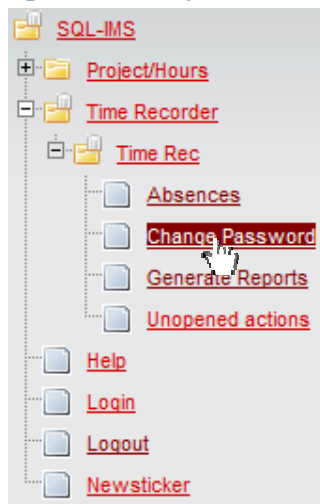 SQL-IMS
Project/Hours
Time Recorder
Time Rec
Absences
Change Password
Generate Reports
Unopened actions
Help
Login
Logout
Newsticker